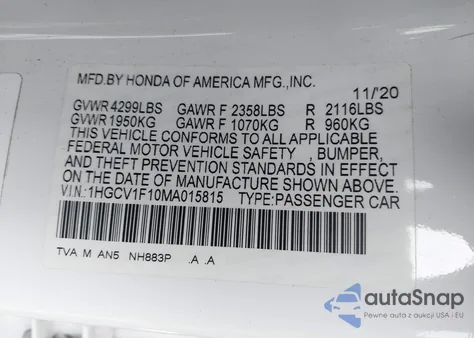 MFD.BY HONDA OF AMERICA MFG.,INC. 11/'20
GVWR 4299LBS GAWR F 2358LBS R 2116LBS
GVWR 1950KG GAWR F 1070KG R 960KG
THIS VEHICLE CONFORMS TO ALL APPLICABLE
FEDERAL MOTOR VEHICLE SAFETY , BUMPER,
AND THEFT PREVENTION STANDARDS IN EFFECT
ON THE DATE OF MANUFACTURE SHOWN ABOVE.
V.I.N.: 1HGCV1F10MA015815 TYPE:PASSENGER CAR
TVA M AN5 NH883P .A .A
autoSnap
Pewne auta z aukcji USA i EU